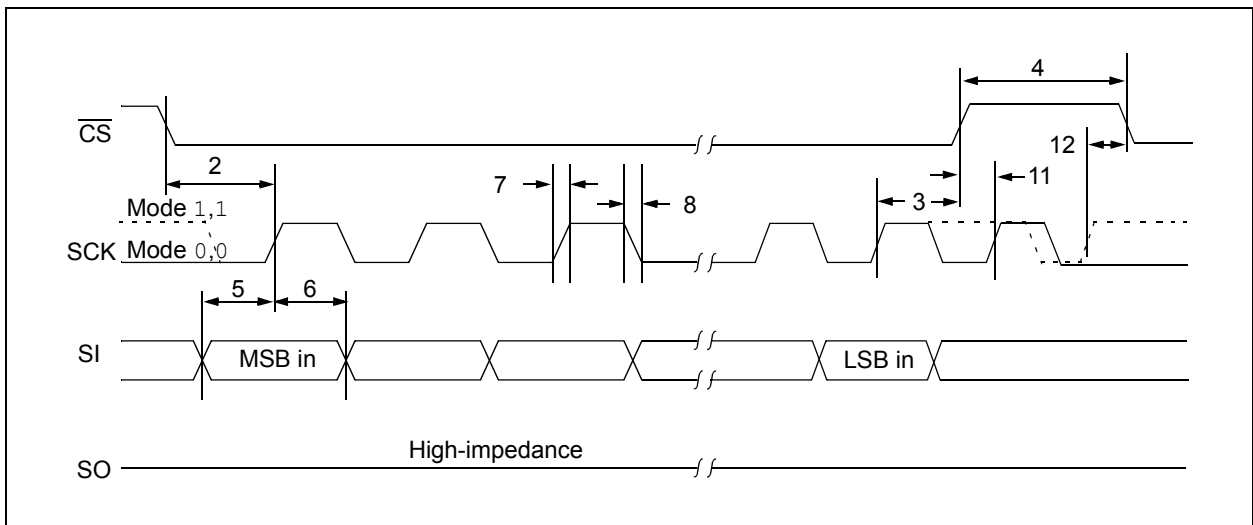 4
CS
12
2
7
8
3
11
Mode 1,1
SCK Mode 0,0
5
6
SI
MSB in
LSB in
High-impedance
SO